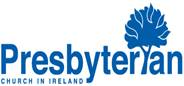 Presbyterian
CHURCH IN IRELAND